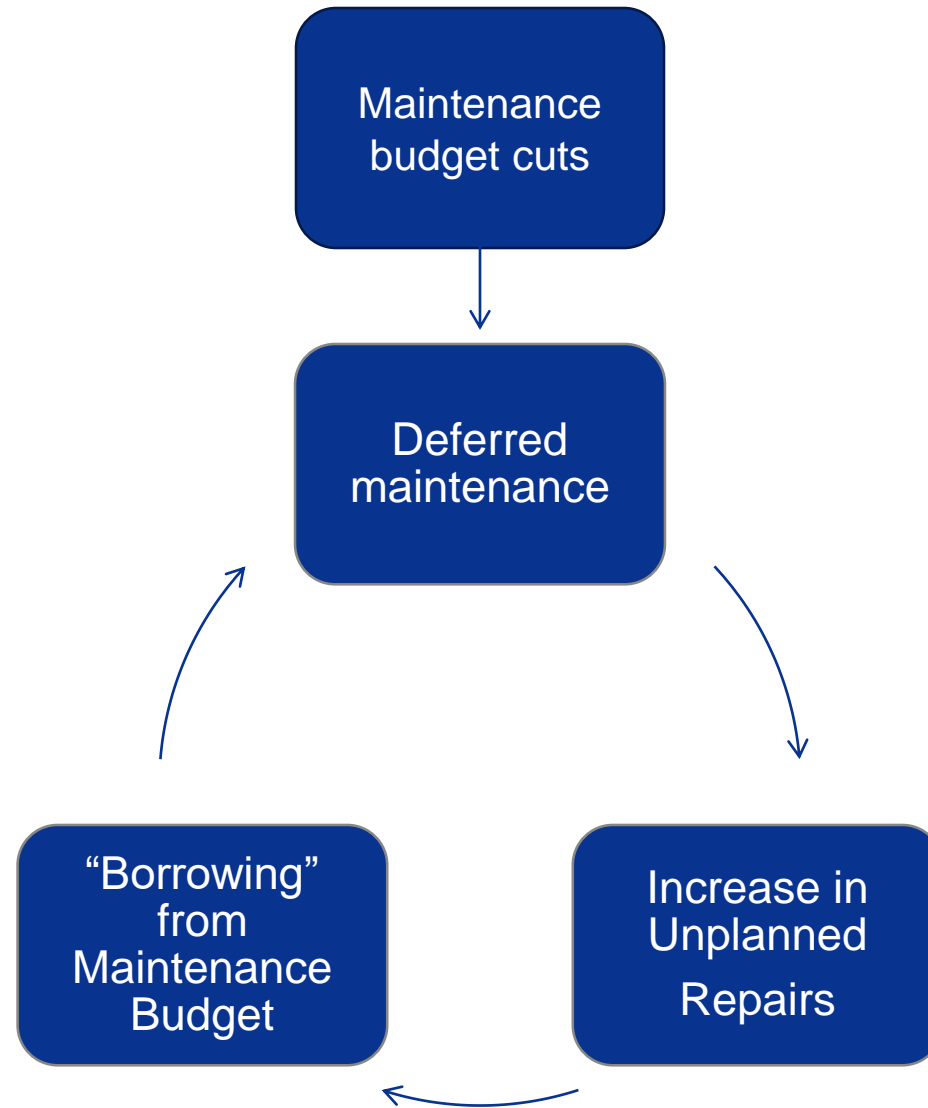 Maintenance
budget cuts
Deferred
maintenance
“Borrowing”
from
Maintenance
Budget
Increase in
Unplanned
Repairs